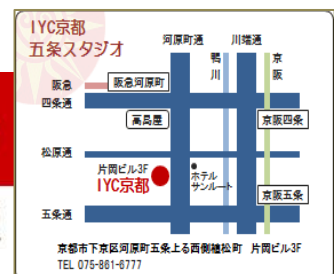 IYC京都
五条スタジオ
河原町通
川端通
鴨川
京阪
阪急
阪急河原町
四条通
高島屋
京阪四条
松原通
片岡ビル3F
IYC京都
ホテル
サンルート
京阪五条
五条通
京都市下京区河原町五条上る西側植松町 片岡ビル3F
TEL 075-861-6777